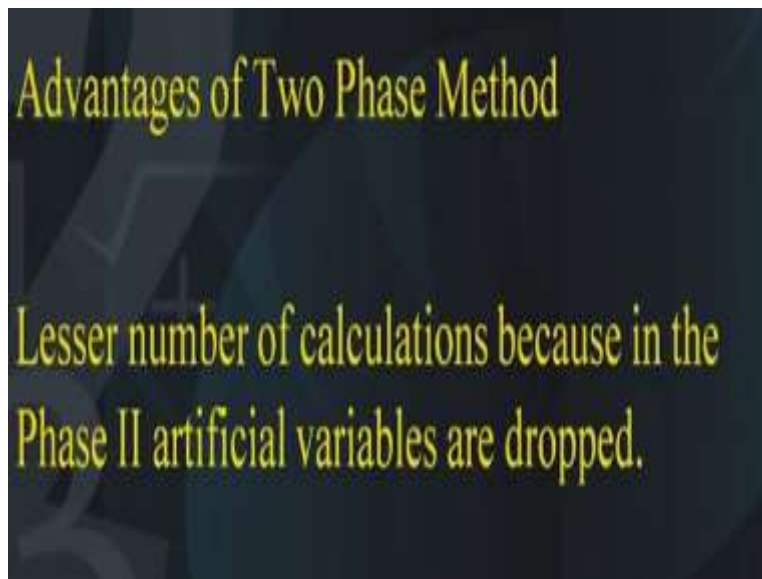 Advantages of Two Phase Method
Lesser number of calculations because in the
Phase II artificial variables are dropped.